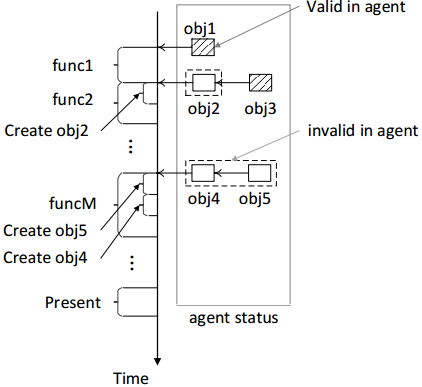 Valid in agent
obj1
func1
func2
obj2
obj3
Create obj2
...
invalid in agent
funcM
obj4
obj5
Create obj5
Create obj4
...
Present
agent status
Time